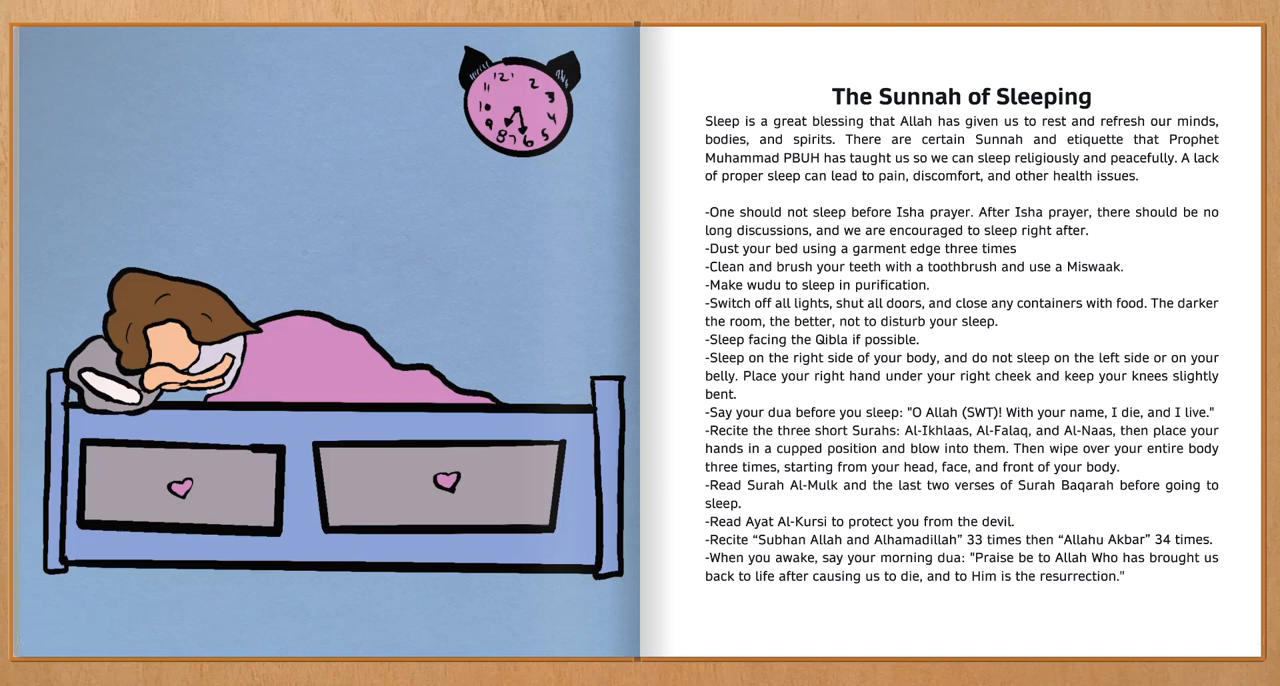 11 12 1 2
10 3
9 4
8 7 6 5
The Sunnah of Sleeping
Sleep is a great blessing that Allah has given us to rest and refresh our minds,
bodies, and spirits. There are certain Sunnah and etiquette that Prophet
Muhammad PBUH has taught us so we can sleep religiously and peacefully. A lack
of proper sleep can lead to pain, discomfort, and other health issues.
-One should not sleep before Isha prayer. After Isha prayer, there should be no
long discussions, and we are encouraged to sleep right after.
-Dust your bed using a garment edge three times
-Clean and brush your teeth with a toothbrush and use a Miswaak.
-Make wudu to sleep in purification.
-Switch off all lights, shut all doors, and close any containers with food. The darker
the room, the better, not to disturb your sleep.
-Sleep facing the Qibla if possible.
-Sleep on the right side of your body, and do not sleep on the left side or on your
belly. Place your right hand under your right cheek and keep your knees slightly
bent.
-Say your dua before you sleep: "O Allah (SWT)! With your name, I die, and I live."
-Recite the three short Surahs: Al-Ikhlaas, Al-Falaq, and Al-Naas, then place your
hands in a cupped position and blow into them. Then wipe over your entire body
three times, starting from your head, face, and front of your body.
-Read Surah Al-Mulk and the last two verses of Surah Baqarah before going to
sleep.
-Read Ayat Al-Kursi to protect you from the devil.
-Recite “Subhan Allah and Alhamadillah” 33 times then “Allahu Akbar” 34 times.
-When you awake, say your morning dua: "Praise be to Allah Who has brought us
back to life after causing us to die, and to Him is the resurrection."